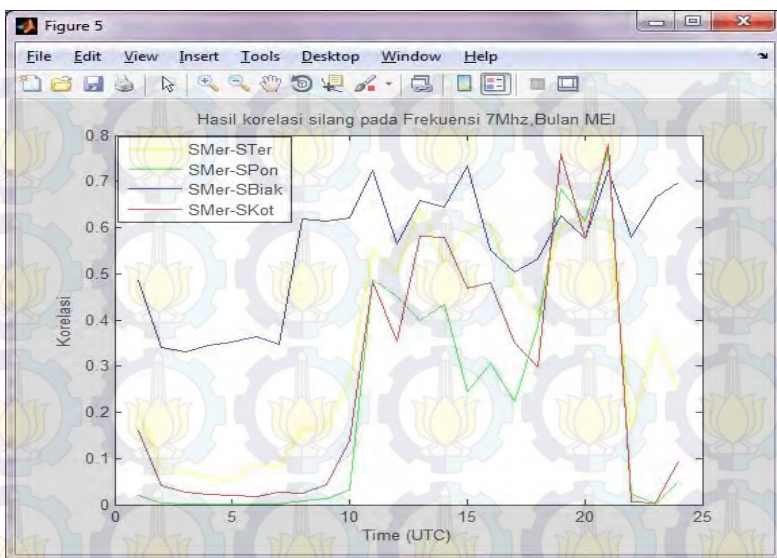 Figure 5
File Edit View Insert Tools Desktop Window Help
Hasil korelasi silang pada Frekuensi 7Mhz,Bulan MEI
SMer-STer
SMer-SPon
SMer-SBiak
SMer-SKot
Korelasi
0.8
0.7
0.6
0.5
0.4
0.3
0.2
0.1
0
0 5 10 15 20 25
Time (UTC)